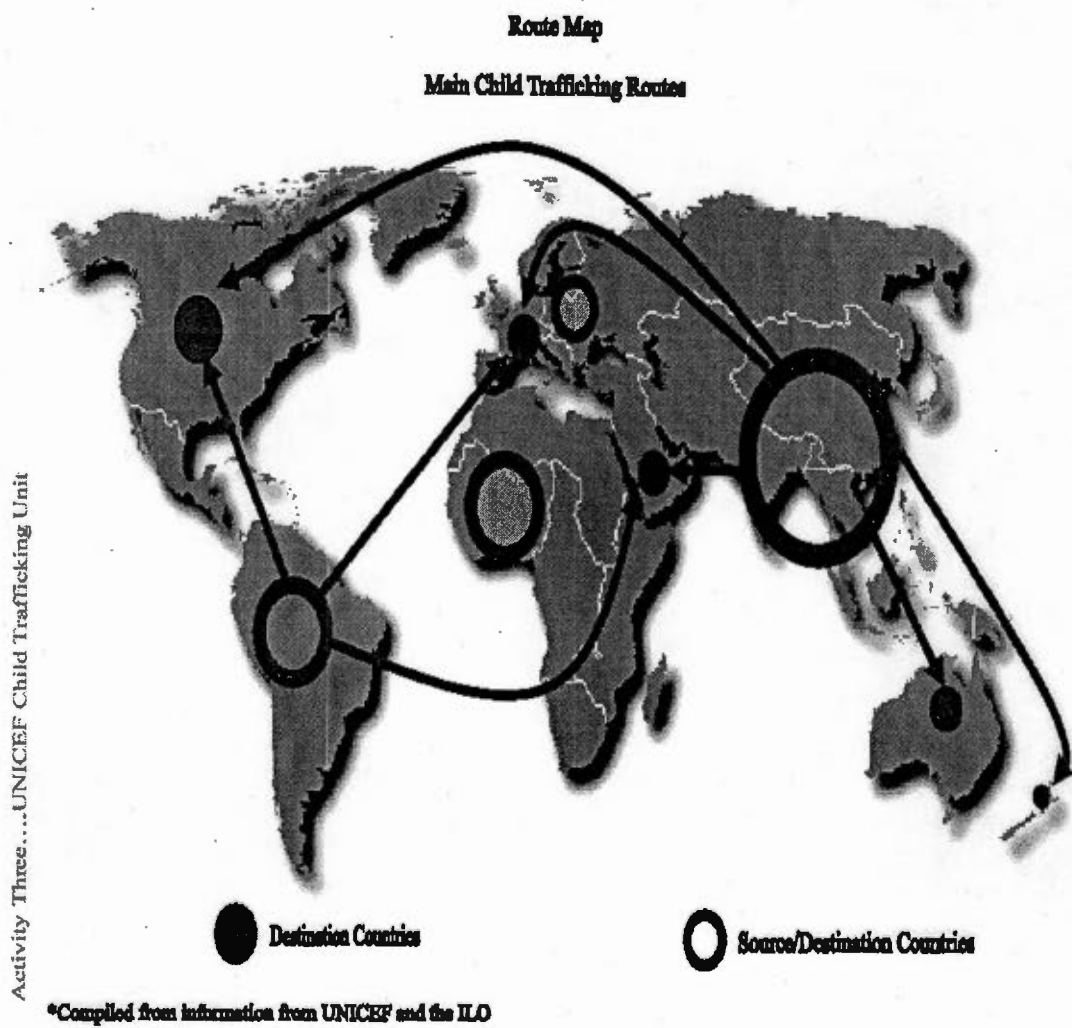 Route Map
Main Child Trafficking Routes
Activity Three....UNICEF Child Trafficking Unit
Destination Countries
Source/Destination Countries
*Compiled from information from UNICEF and the ILO